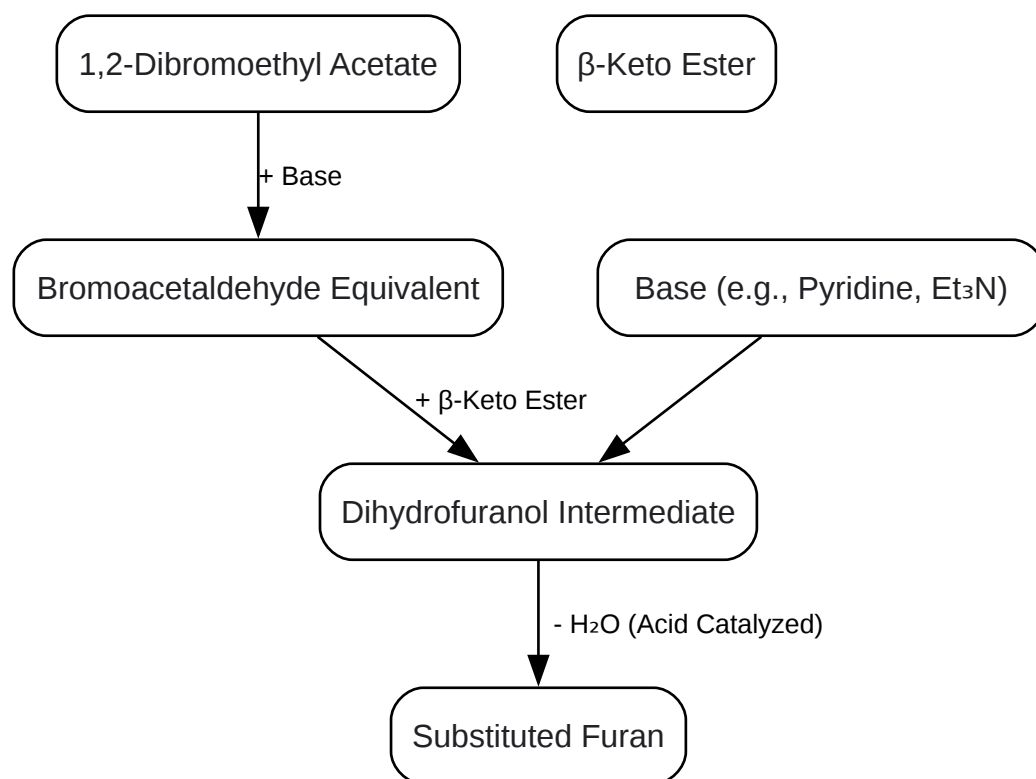 1,2-Dibromoethyl Acetate
β-Keto Ester
+ Base
Bromoacetaldehyde Equivalent
Base (e.g., Pyridine, Et₃N)
+ β-Keto Ester
Dihydrofuranol Intermediate
- H₂O (Acid Catalyzed)
Substituted Furan